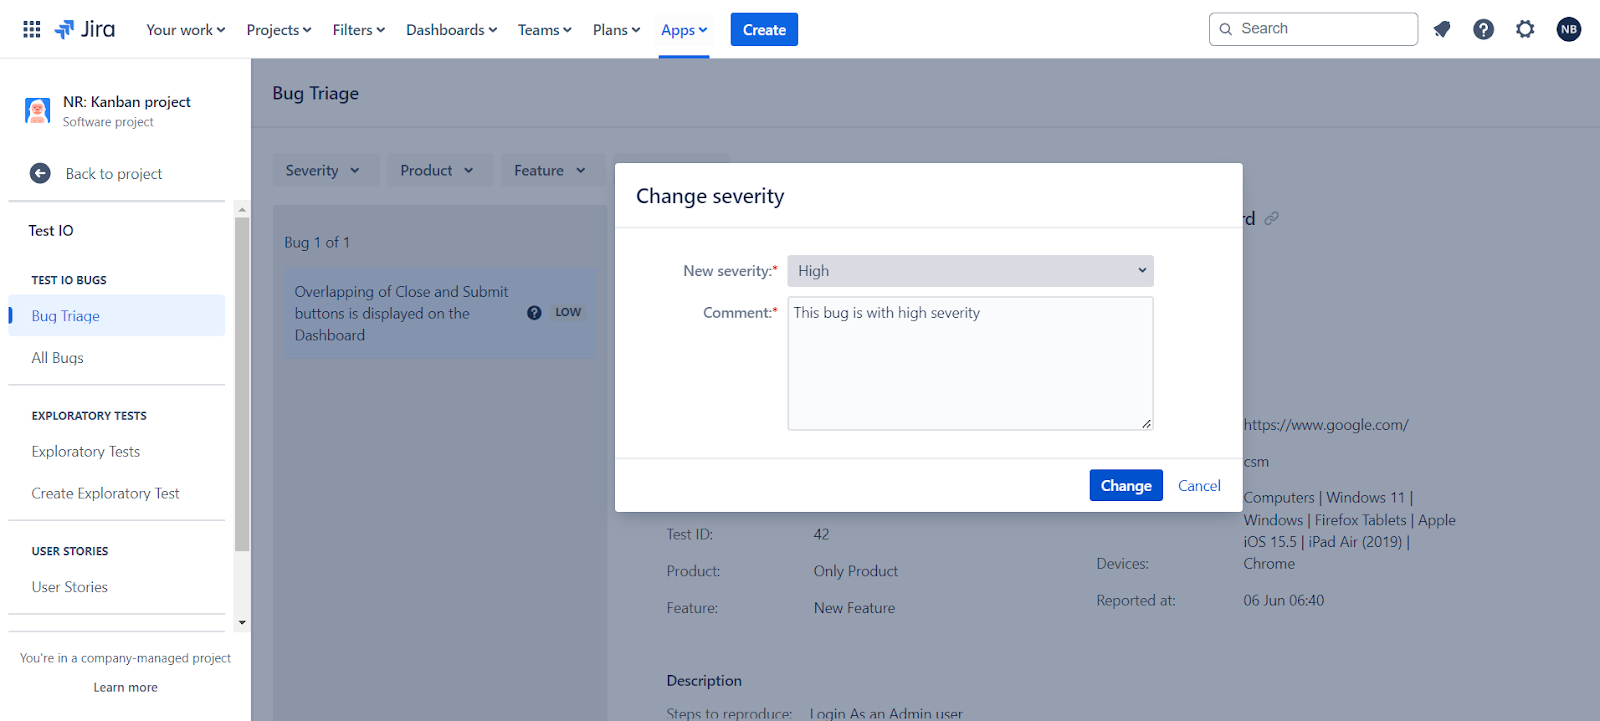 Jira
Your work
Projects
Filters
Dashboards
Teams
Plans
Apps
Create
Search
NB
NR: Kanban project
Software project
Back to project
Test IO
TEST IO BUGS
Bug Triage
All Bugs
EXPLORATORY TESTS
Exploratory Tests
Create Exploratory Test
USER STORIES
User Stories
You're in a company-managed project
Learn more
Bug Triage
Severity
Product
Feature
Bug 1 of 1
Overlapping of Close and Submit
buttons is displayed on the
Dashboard
LOW
Change severity
New severity:*
High
Comment:*
This bug is with high severity
Change
Cancel
rd
https://www.google.com/
csm
Computers | Windows 11 |
Windows | Firefox Tablets | Apple
iOS 15.5 | iPad Air (2019) |
Devices:
Chrome
Reported at:
06 Jun 06:40
Test ID:
42
Product:
Only Product
Feature:
New Feature
Description
Steps to reproduce:
Login As an Admin user